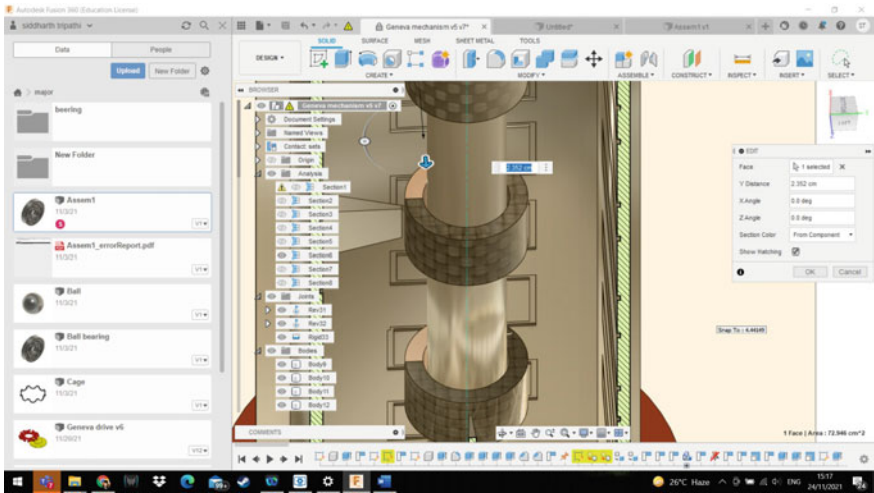 Autodesk Fusion 360 (Education License)
siddharth tripathi
Geneva mechanism v5 v7*
Untitled*
Assem1 v1
ST
Data
People
Upload
New Folder
major
beering
New Folder
Assem1
11/3/21
V1
Assem1_errorReport.pdf
11/3/21
V1
Ball
11/3/21
V1
Ball bearing
11/3/21
V1
Cage
11/3/21
V1
Geneva drive v6
11/26/21
V12
DESIGN
SOLID
SURFACE
MESH
SHEET METAL
TOOLS
CREATE
MODIFY
ASSEMBLE
CONSTRUCT
INSPECT
INSERT
SELECT
BROWSER
Geneva mechanism v5 v7
Document Settings
Named Views
Contact sets
Origin
Analysis
Section1
Section2
Section3
Section4
Section5
Section6
Section7
Section8
Joints
Rev31
Rev32
Rigid33
Bodies
Body9
Body10
Body11
Body12
COMMENTS
2.352 cm
EDIT
Face
1 selected
Y Distance
2.352 cm
X Angle
0.0 deg
Z Angle
0.0 deg
Section Color
From Component
Show Hatching
OK
Cancel
1 Face | Area : 72.946 cm^2
26°C Haze
ENG
15:17
24/11/2021